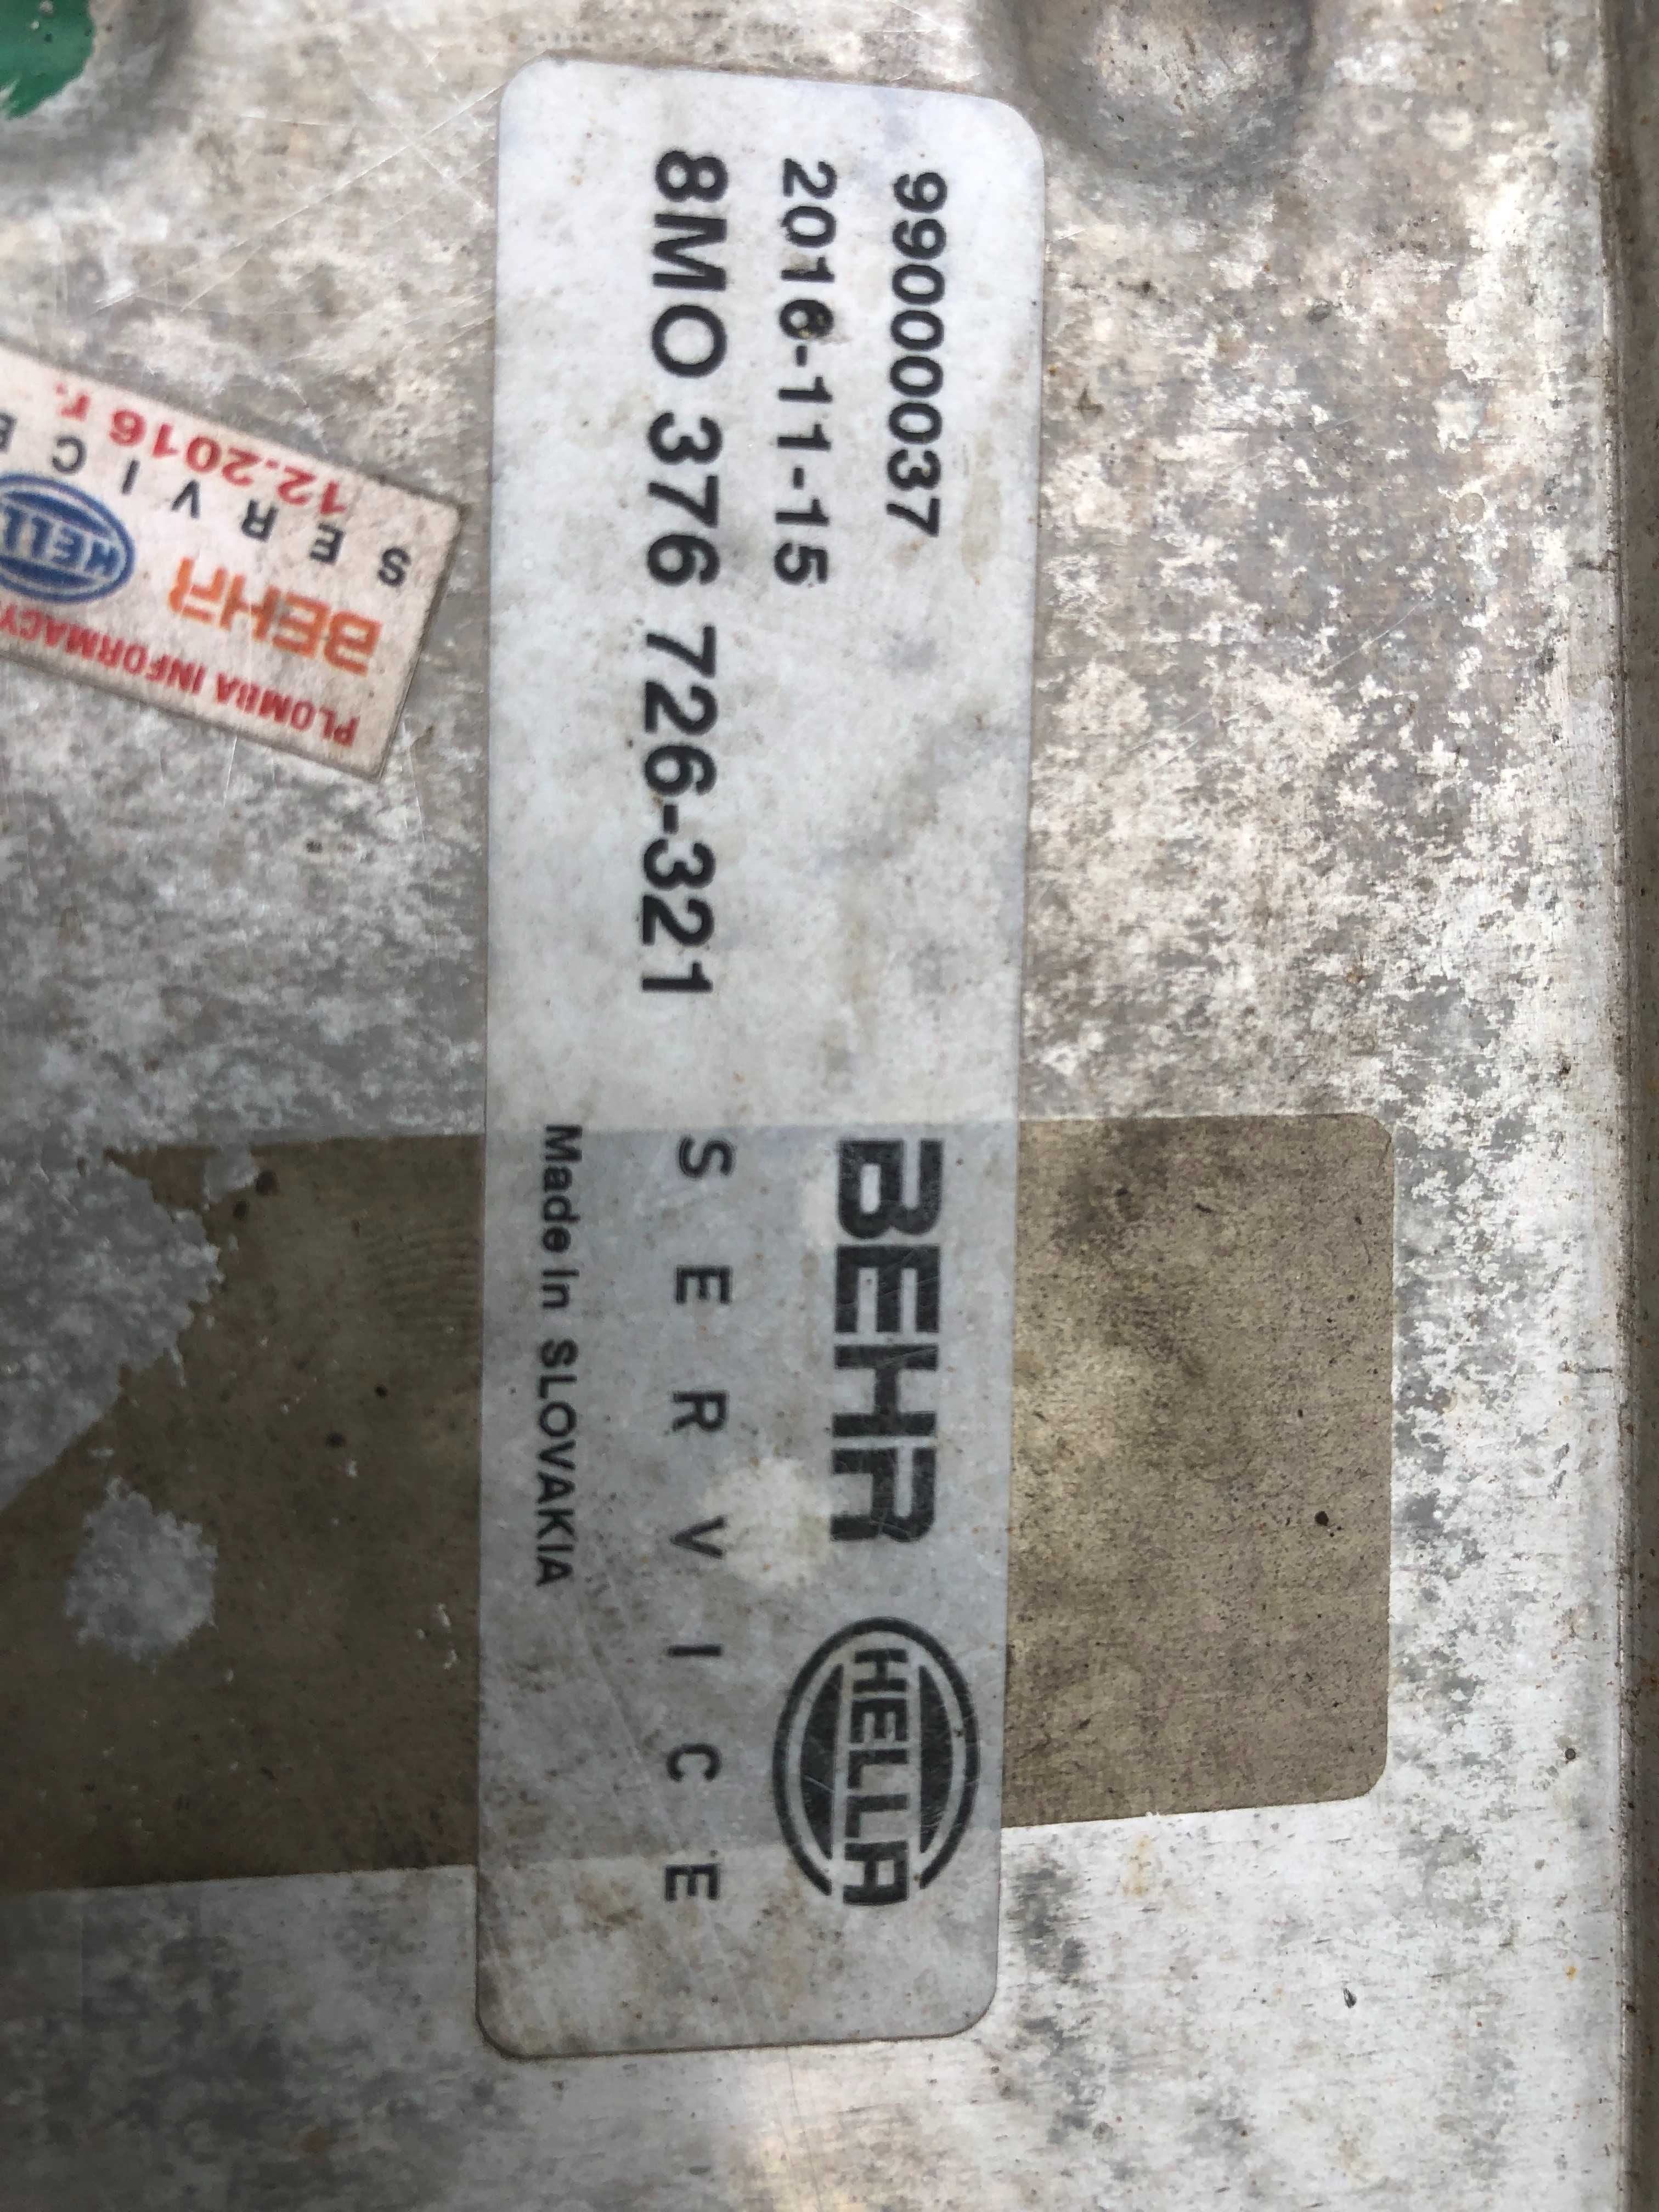 99000037
2016-11-15
8MO 376 726-321
BEHR HELLA
SERVICE
Made In SLOVAKIA
PLOMBA INFORMACY
BEHR HELL
SERVICE
12.2016 r.